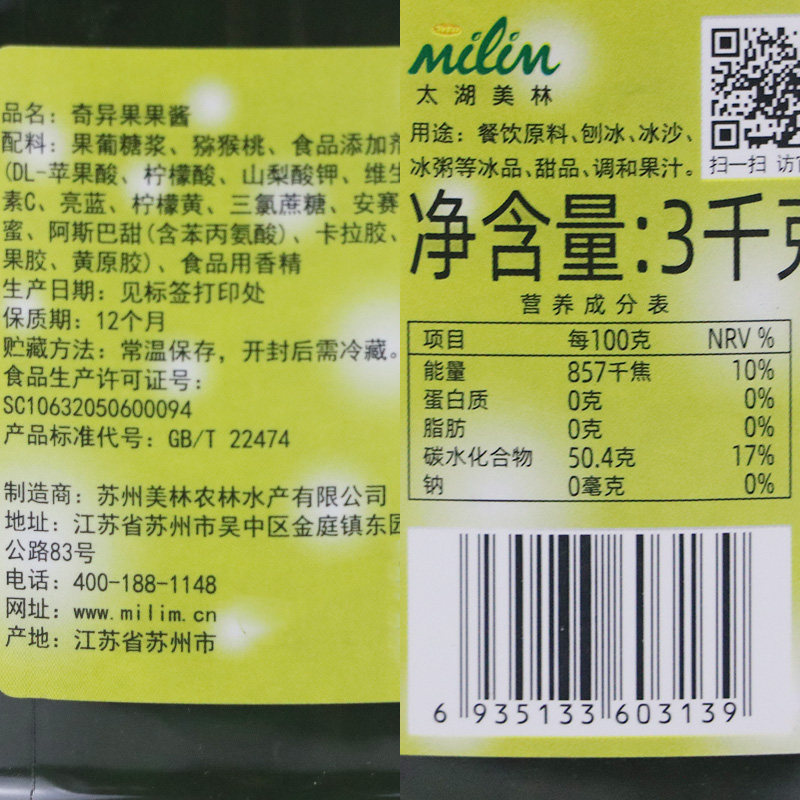 品名：奇异果果酱
配料：果葡糖浆、猕猴桃、食品添加剂
(DL-苹果酸、柠檬酸、山梨酸钾、维生
素C、亮蓝、柠檬黄、三氯蔗糖、安赛
蜜、阿斯巴甜(含苯丙氨酸)、卡拉胶、
果胶、黄原胶)、食品用香精
生产日期：见标签打印处
保质期：12个月
贮藏方法：常温保存，开封后需冷藏。
食品生产许可证号：
SC10632050600094
产品标准代号：GB/T 22474
制造商：苏州美林农林水产有限公司
地址：江苏省苏州市吴中区金庭镇东园
公路83号
电话：400-188-1148
网址：www.milim.cn
产地：江苏省苏州市
milin
太湖美林
用途：餐饮原料、刨冰、冰沙、
冰粥等冰品、甜品、调和果汁。
扫一扫 访官
净含量:3千克
营养成分表
项目 每100克 NRV %
能量 857千焦 10%
蛋白质 0克 0%
脂肪 0克 0%
碳水化合物 50.4克 17%
钠 0毫克 0%
6 935133 603139